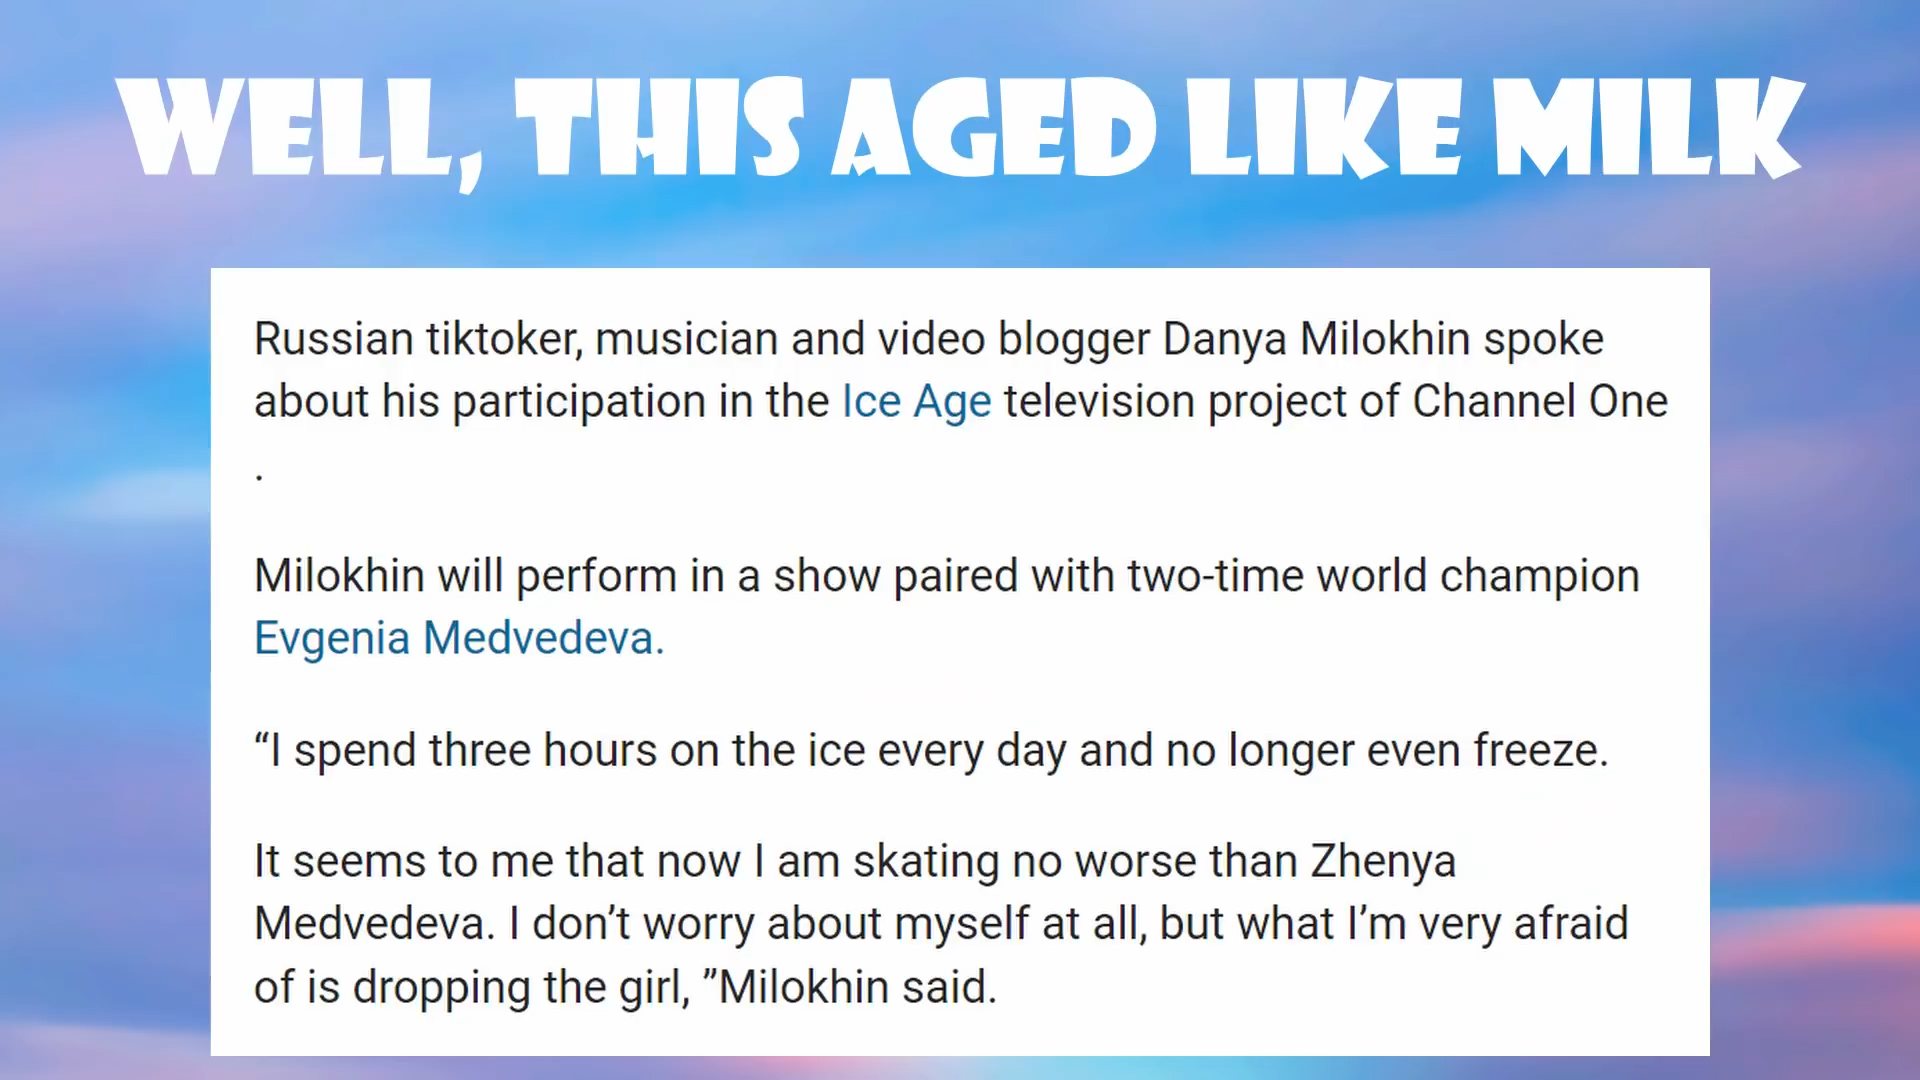 WELL, THIS AGED LIKE MILK
Russian tiktoker, musician and video blogger Danya Milokhin spoke
about his participation in the Ice Age television project of Channel One
.
Milokhin will perform in a show paired with two-time world champion
Evgenia Medvedeva.
“I spend three hours on the ice every day and no longer even freeze.
It seems to me that now I am skating no worse than Zhenya
Medvedeva. I don’t worry about myself at all, but what I’m very afraid
of is dropping the girl, ”Milokhin said.